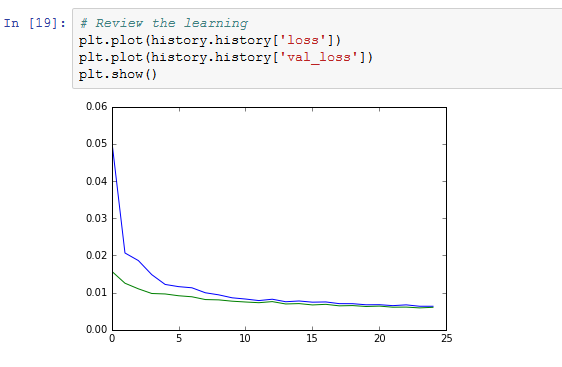 In [19]: # Review the learning
plt.plot(history.history['loss'])
plt.plot(history.history['val_loss'])
plt.show()
0.06
0.05
0.04
0.03
0.02
0.01
0.00
0 5 10 15 20 25